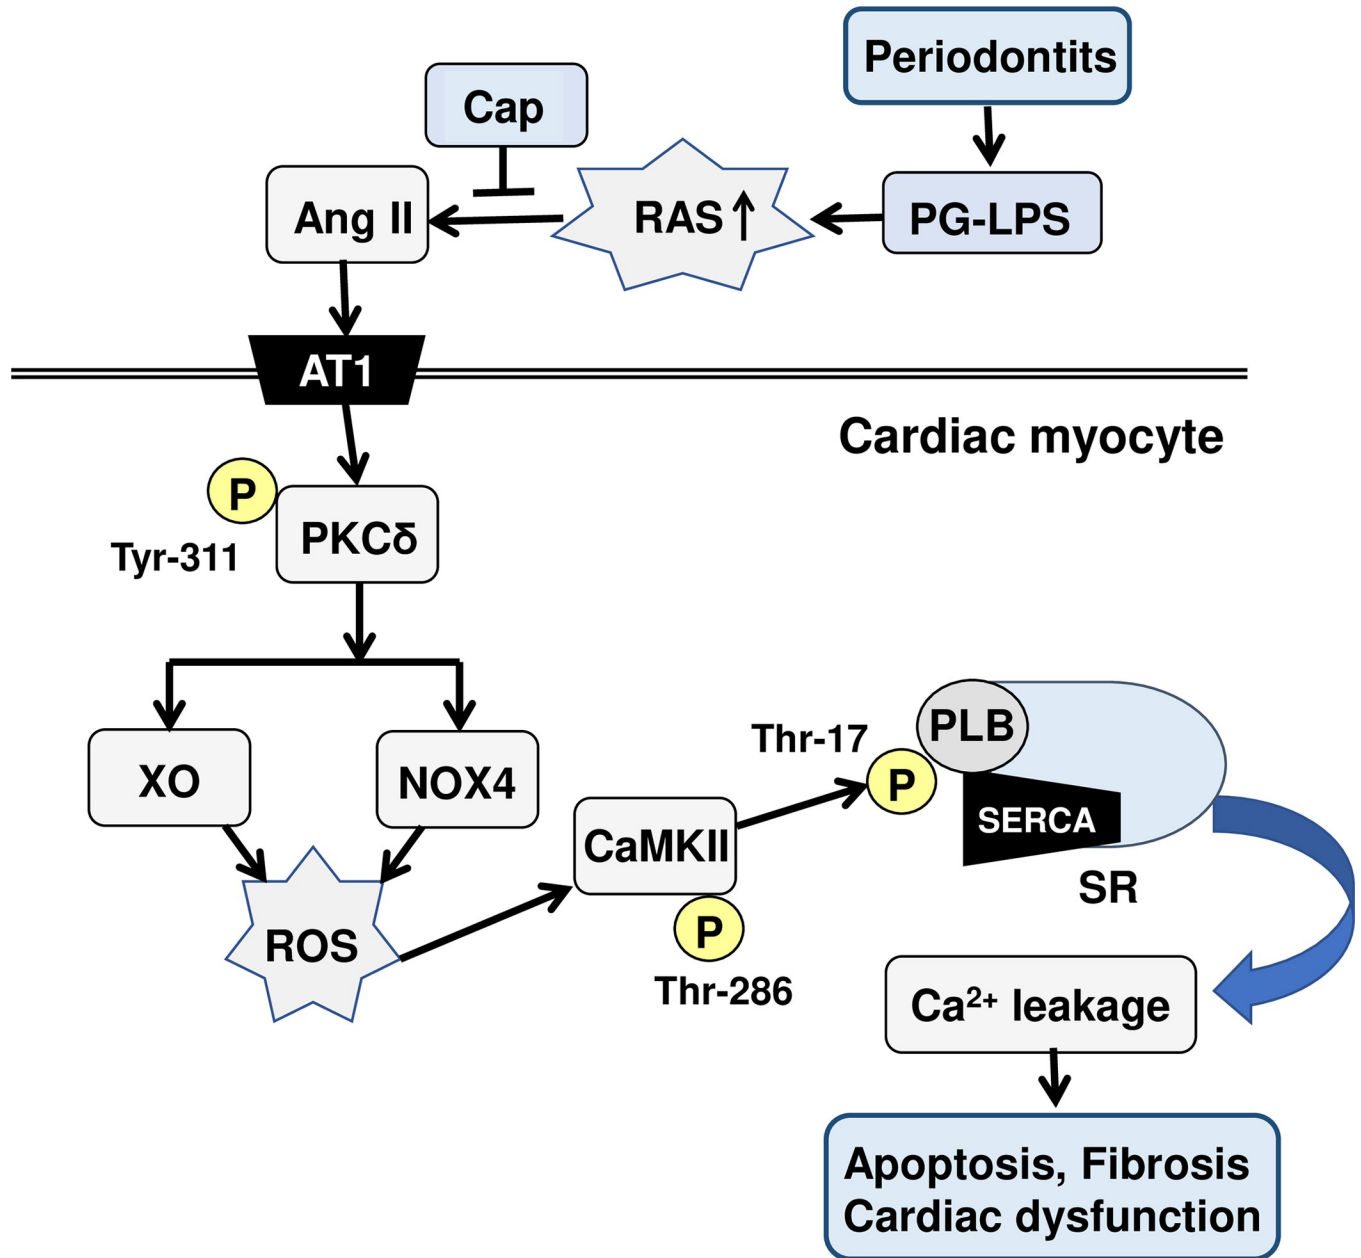 Periodontits
Cap
Ang II
RAS↑
PG-LPS
AT1
Cardiac myocyte
P
PKCδ
Tyr-311
XO
NOX4
ROS
CaMKII
P
Thr-286
Thr-17
P
PLB
SERCA
SR
Ca²⁺ leakage
Apoptosis, Fibrosis
Cardiac dysfunction